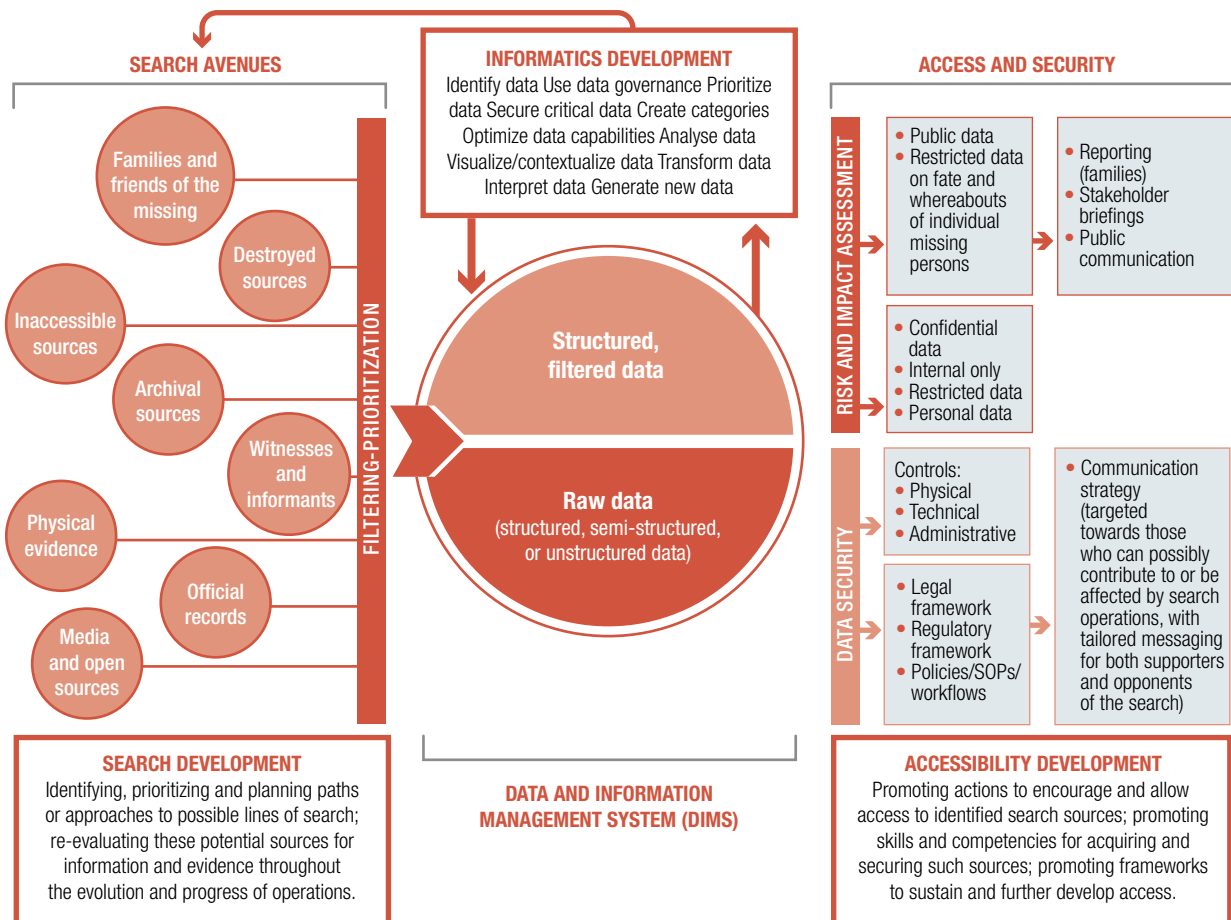 SEARCH AVENUES
Families and
friends of the
missing
Destroyed
sources
Inaccessible
sources
Archival
sources
Witnesses
and
informants
Physical
evidence
Official
records
Media
and open
sources
FILTERING-PRIORITIZATION
SEARCH DEVELOPMENT
Identifying, prioritizing and planning paths
or approaches to possible lines of search;
re-evaluating these potential sources for
information and evidence throughout
the evolution and progress of operations.
INFORMATICS DEVELOPMENT
Identify data Use data governance Prioritize
data Secure critical data Create categories
Optimize data capabilities Analyse data
Visualize/contextualize data Transform data
Interpret data Generate new data
Structured,
filtered data
Raw data
(structured, semi-structured,
or unstructured data)
DATA AND INFORMATION
MANAGEMENT SYSTEM (DIMS)
ACCESS AND SECURITY
RISK AND IMPACT ASSESSMENT
• Public data
• Restricted data
on fate and
whereabouts
of individual
missing
persons
• Reporting
(families)
• Stakeholder
briefings
• Public
communication
• Confidential
data
• Internal only
• Restricted data
• Personal data
DATA SECURITY
Controls:
• Physical
• Technical
• Administrative
• Legal
framework
• Regulatory
framework
• Policies/SOPs/
workflows
• Communication
strategy
(targeted
towards those
who can possibly
contribute to or be
affected by search
operations, with
tailored messaging
for both supporters
and opponents
of the search)
ACCESSIBILITY DEVELOPMENT
Promoting actions to encourage and allow
access to identified search sources; promoting
skills and competencies for acquiring and
securing such sources; promoting frameworks
to sustain and further develop access.